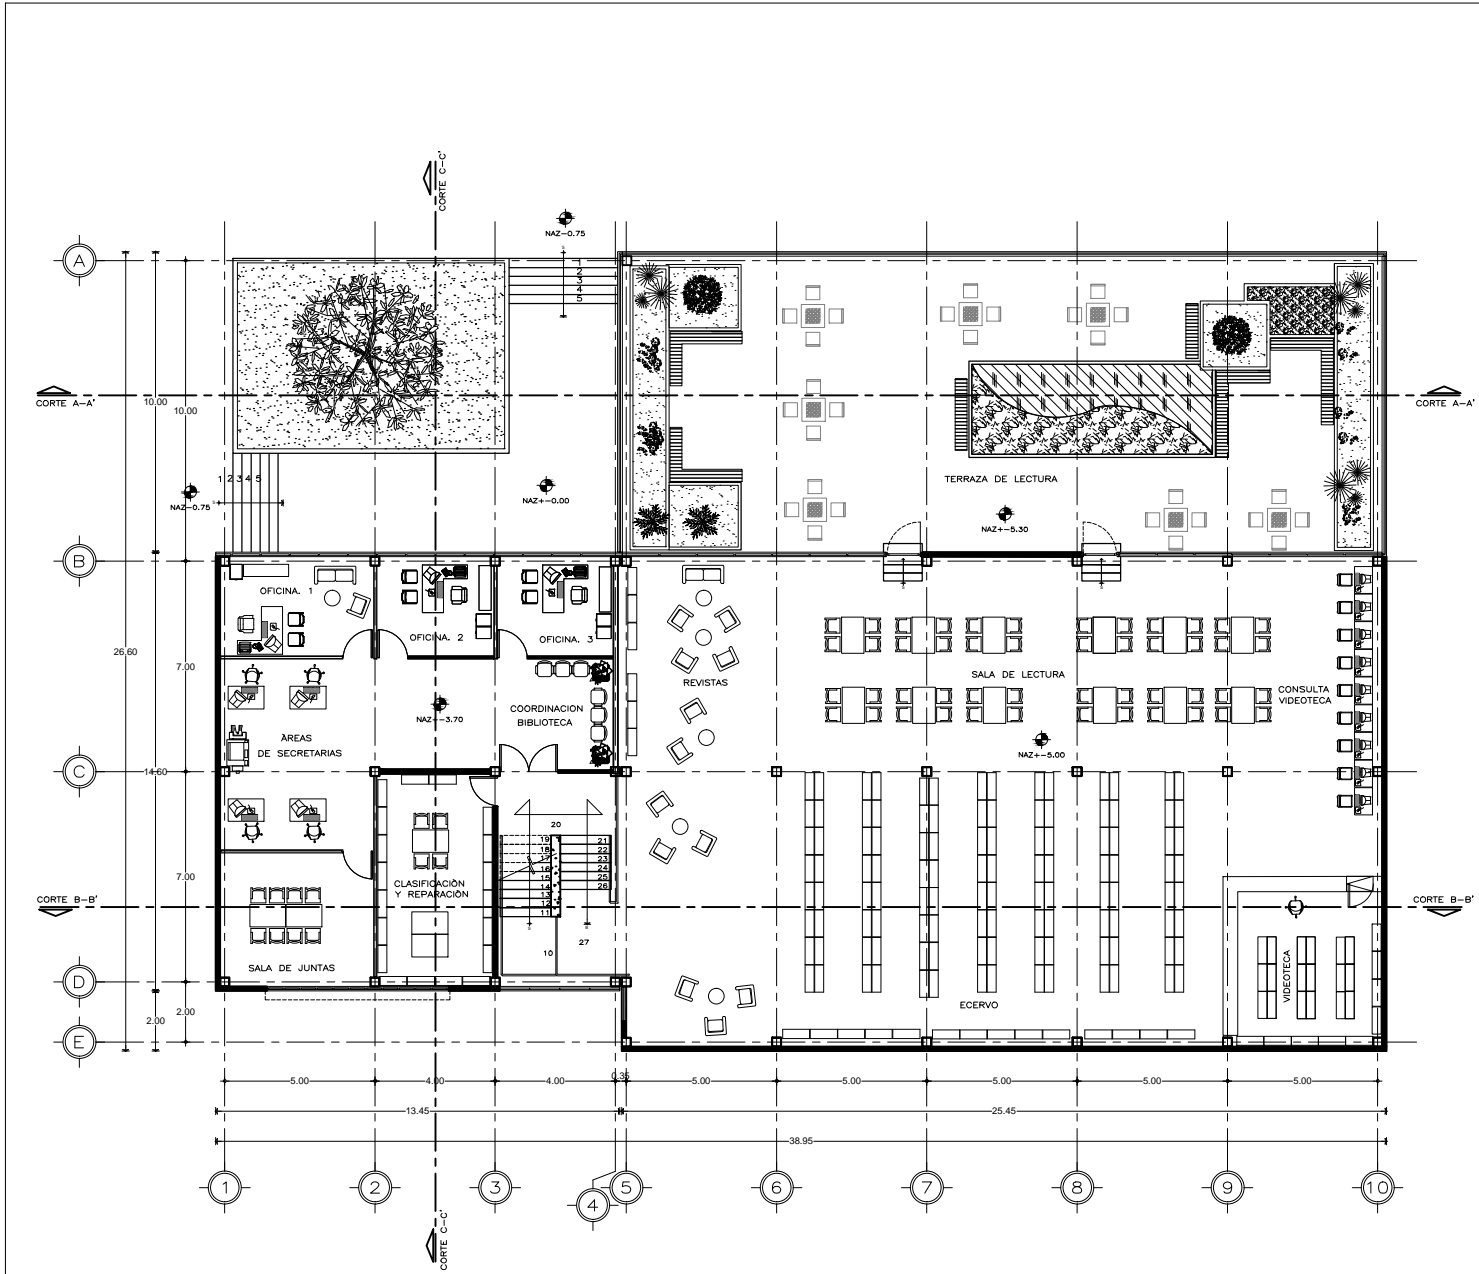 CORTE C-C'
NAZ-0.75
A
1
2
3
4
5
10.00
10.00
CORTE A-A'
CORTE A-A'
TERRAZA DE LECTURA
1 2 3 4 5
NAZ-0.75
NAZ+-0.00
NAZ+-5.30
B
OFICINA. 1
OFICINA. 2
OFICINA. 3
26.60
7.00
REVISTAS
SALA DE LECTURA
CONSULTA
VIDEOTECA
COORDINACION
BIBLIOTECA
NAZ--3.70
AREAS
DE SECRETARIAS
NAZ+-5.00
C
14.60
20
19
18
17
16
15
14
13
12
11
21
22
23
24
25
26
10
27
7.00
CLASIFICACIÒN
Y REPARACIÒN
CORTE B-B'
CORTE B-B'
SALA DE JUNTAS
VIDEOTECA
D
ECERVO
2.00
2.00
E
5.00
4.00
4.00
0.35
5.00
5.00
5.00
5.00
5.00
13.45
25.45
38.95
1
2
3
4
5
6
7
8
9
10
CORTE C-C'